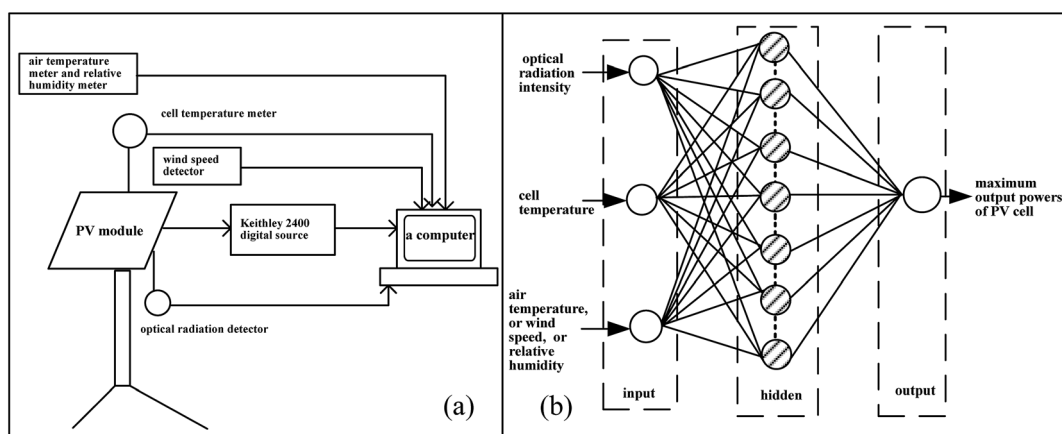 air temperature
meter and relative
humidity meter
cell temperature meter
wind speed
detector
PV module
Keithley 2400
digital source
a computer
optical radiation detector
(a)
optical
radiation
intensity
cell
temperature
air
temperature,
or wind
speed, or
relative
humidity
input
hidden
output
maximum
output powers
of PV cell
(b)